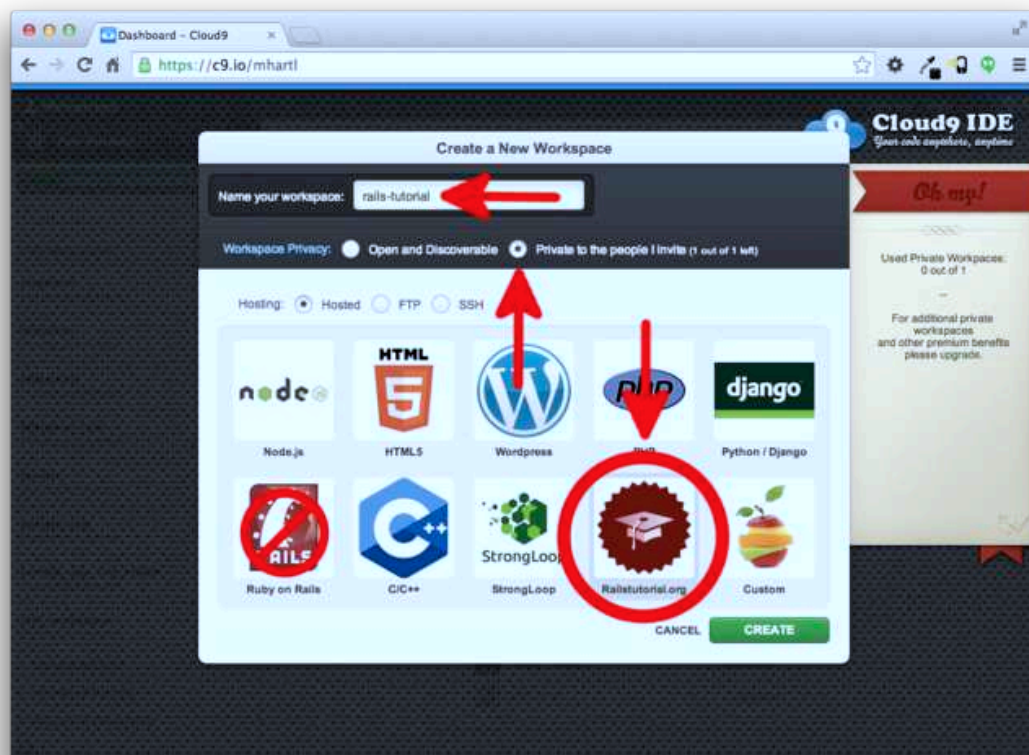 Dashboard – Cloud9
https://c9.io/mhartl
Cloud9 IDE
Your code anywhere, anytime
Create a New Workspace
Name your workspace: rails-tutorial
Workspace Privacy: Open and Discoverable Private to the people I invite (1 out of 1 left)
Oh my!
Used Private Workpaces:
0 out of 1
For additional private
workspaces
and other premium benefits
please upgrade.
Hosting: Hosted FTP SSH
node
HTML
5
W
django
Node.js HTML5 Wordpress Python / Django
RAILS
C++
StrongLoop
Ruby on Rails C/C++ StrongLoop Railstutorial.org Custom
CANCEL CREATE